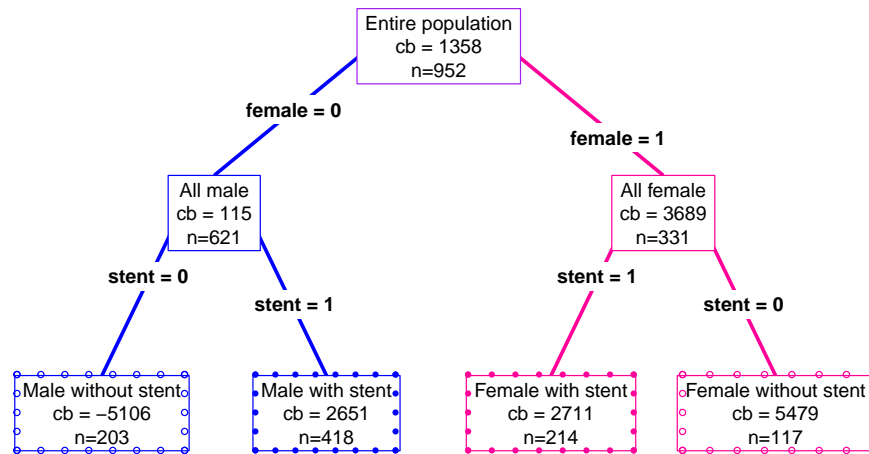 Entire population
cb = 1358
n=952
female = 0
female = 1
All male
cb = 115
n=621
All female
cb = 3689
n=331
stent = 0
stent = 1
stent = 1
stent = 0
Male without stent
cb = −5106
n=203
Male with stent
cb = 2651
n=418
Female with stent
cb = 2711
n=214
Female without stent
cb = 5479
n=117